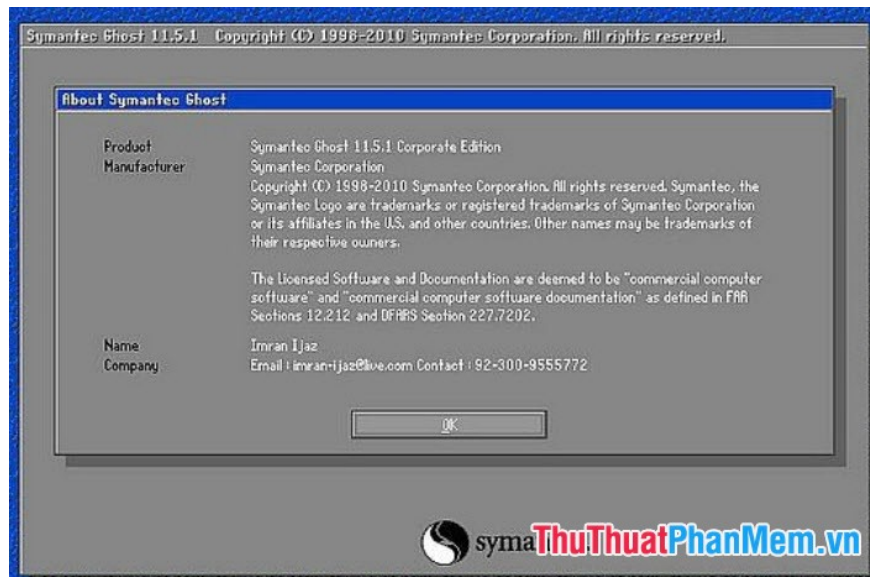 Symantec Ghost 11.5.1 Copyright (C) 1998-2010 Symantec Corporation. All rights reserved.
About Symantec Ghost
Product Symantec Ghost 11.5.1 Corporate Edition
Manufacturer Symantec Corporation
Copyright (C) 1998-2010 Symantec Corporation. All rights reserved. Symantec, the
Symantec Logo are trademarks or registered trademarks of Symantec Corporation
or its affiliates in the U.S. and other countries. Other names may be trademarks of
their respective owners.
The Licensed Software and Documentation are deemed to be "commercial computer
software" and "commercial computer software documentation" as defined in FAR
Sections 12.212 and DFARS Section 227.7202.
Name Imran Ijaz
Company Email : imran-ijaz@live.com Contact : 92-300-9555772
OK
syma
ThuThuatPhanMem.vn